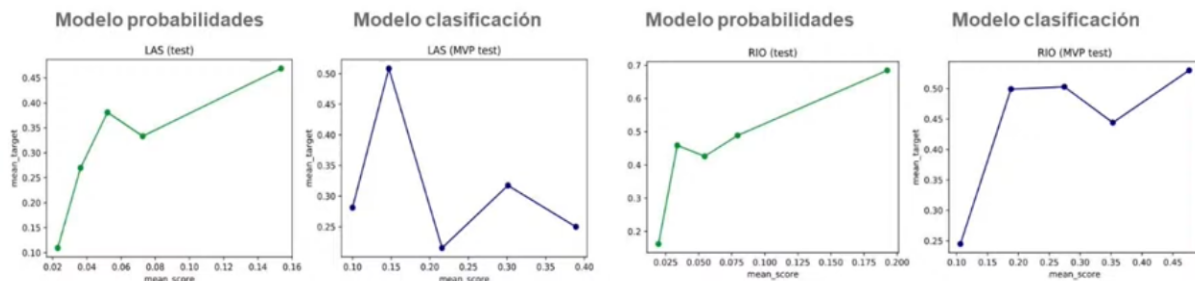 Modelo probabilidades
LAS (test)
mean_target
0.45
0.40
0.35
0.30
0.25
0.20
0.15
0.10
0.02 0.04 0.06 0.08 0.10 0.12 0.14 0.16
mean_score
Modelo clasificación
LAS (MVP test)
mean_target
0.50
0.45
0.40
0.35
0.30
0.25
0.10 0.15 0.20 0.25 0.30 0.35 0.40
mean_score
Modelo probabilidades
RIO (test)
mean_target
0.7
0.6
0.5
0.4
0.3
0.2
0.025 0.050 0.075 0.100 0.125 0.150 0.175 0.200
mean_score
Modelo clasificación
RIO (MVP test)
mean_target
0.50
0.45
0.40
0.35
0.30
0.25
0.10 0.15 0.20 0.25 0.30 0.35 0.40 0.45
mean_score